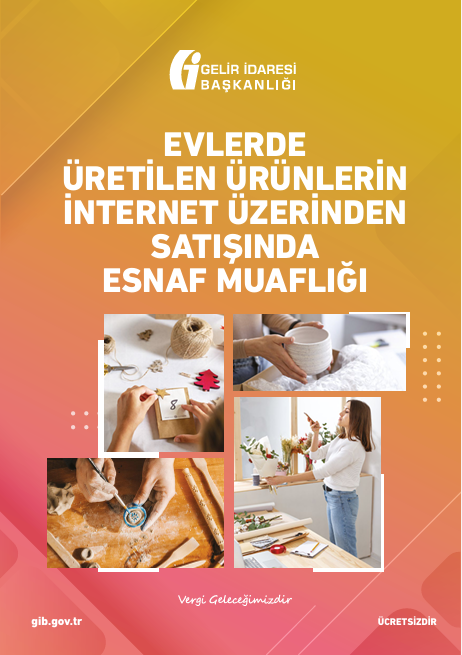 GELİR İDARESİ
BAŞKANLIĞI
EVLERDE
ÜRETİLEN ÜRÜNLERİN
İNTERNET ÜZERİNDEN
SATIŞINDA
ESNAF MUAFLIĞI
8
Vergi Geleceğimizdir
gib.gov.tr
ÜCRETSİZDİR